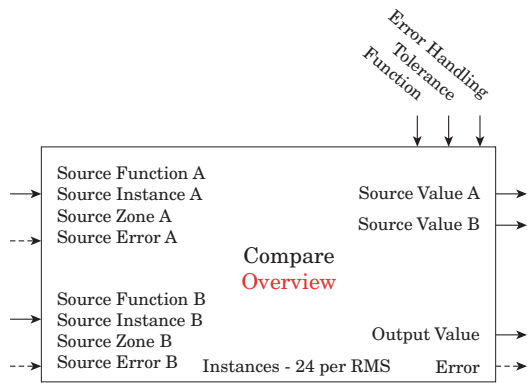 Error Handling
Tolerance
Function
Source Function A
Source Instance A
Source Zone A
Source Error A
Source Value A
Source Value B
Compare
Overview
Source Function B
Source Instance B
Source Zone B
Source Error B
Instances - 24 per RMS
Output Value
Error